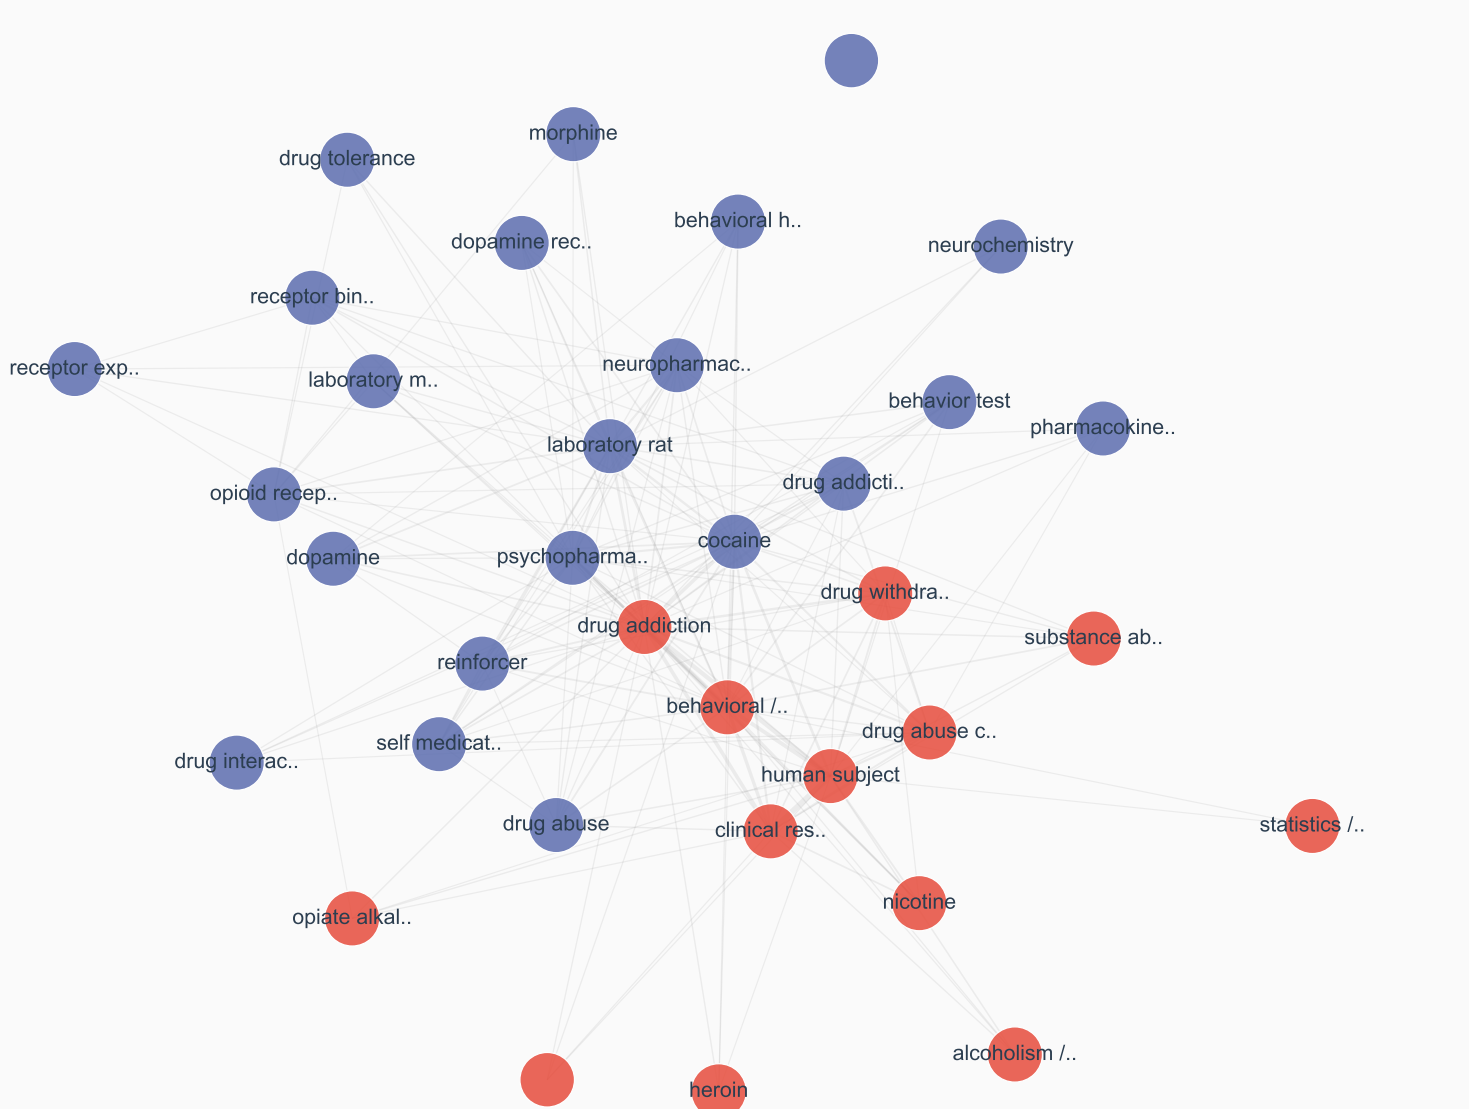 morphine
drug tolerance
behavioral h..
dopamine rec..
neurochemistry
receptor bin..
receptor exp..
neuropharmac..
laboratory m..
behavior test
pharmacokine..
laboratory rat
drug addicti..
opioid recep..
cocaine
dopamine
psychopharma..
drug withdra..
drug addiction
substance ab..
reinforcer
behavioral /..
drug abuse c..
self medicat..
drug interac..
human subject
drug abuse
clinical res..
statistics /..
nicotine
opiate alkal..
alcoholism /..
heroin